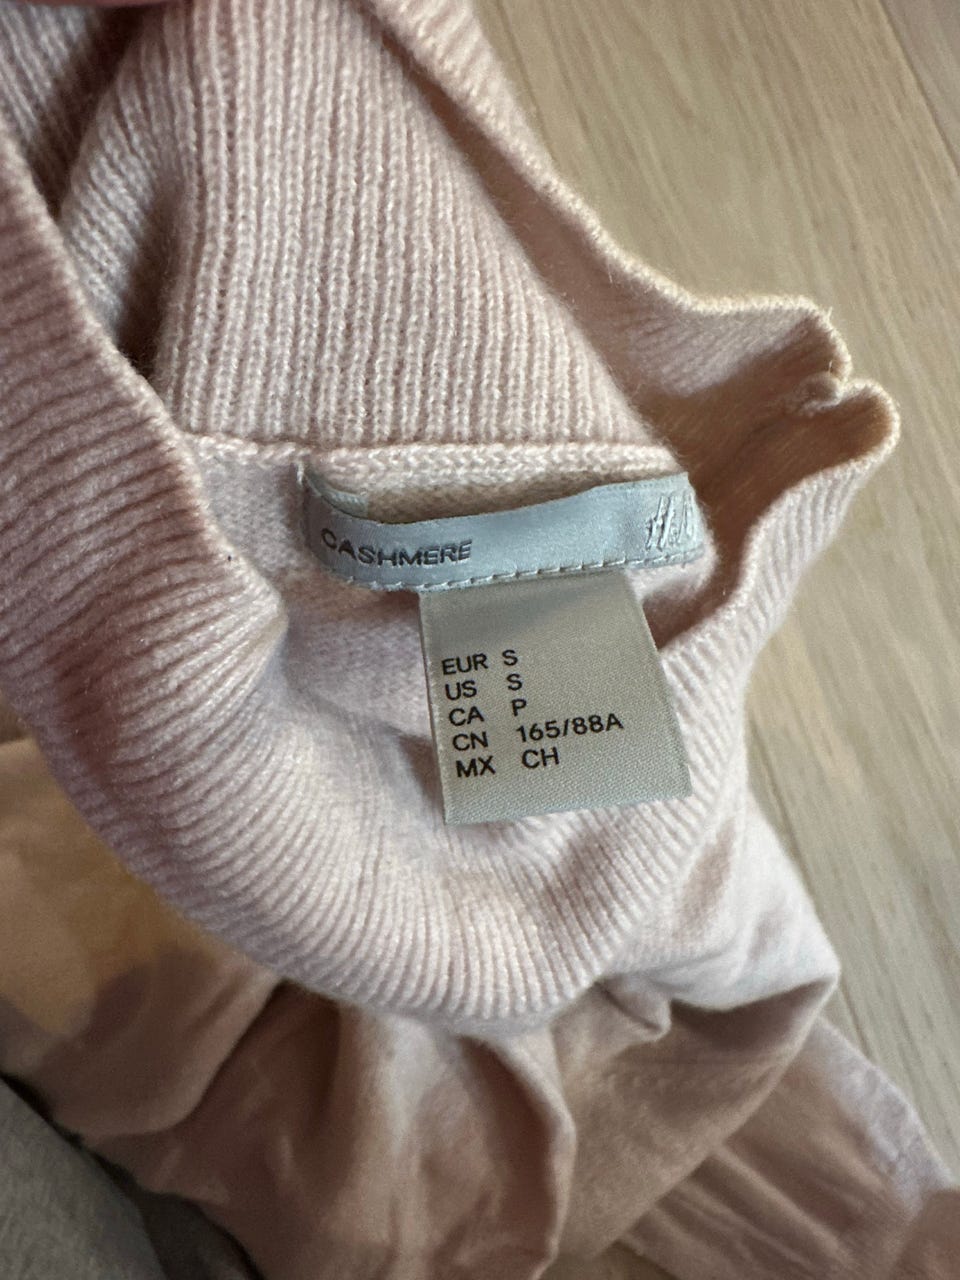 CASHMERE
EUR S
US S
CA P
CN 165/88A
MX CH